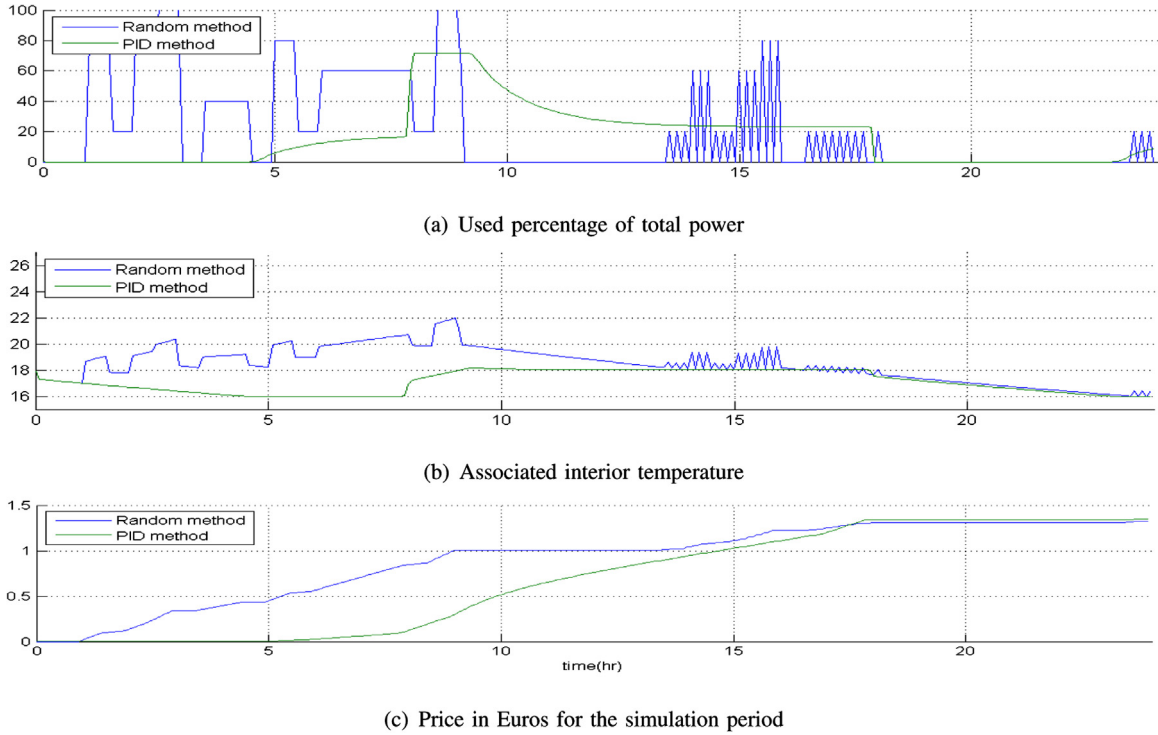 100
80
60
40
20
0
Random method
PID method
0 5 10 15 20
(a) Used percentage of total power
26
24
22
20
18
16
Random method
PID method
0 5 10 15 20
(b) Associated interior temperature
1.5
1
0.5
0
Random method
PID method
0 5 10 15 20
time(hr)
(c) Price in Euros for the simulation period